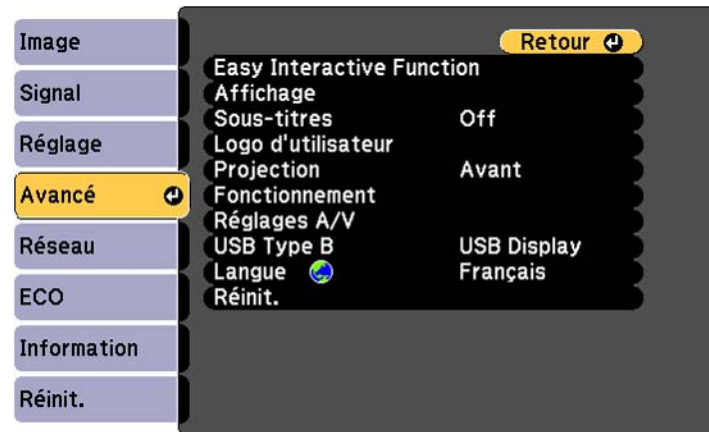 Image
Signal
Réglage
Avancé
Réseau
ECO
Information
Réinit.
Retour
Easy Interactive Function
Affichage
Sous-titres Off
Logo d'utilisateur
Projection Avant
Fonctionnement
Réglages A/V
USB Type B USB Display
Langue Français
Réinit.